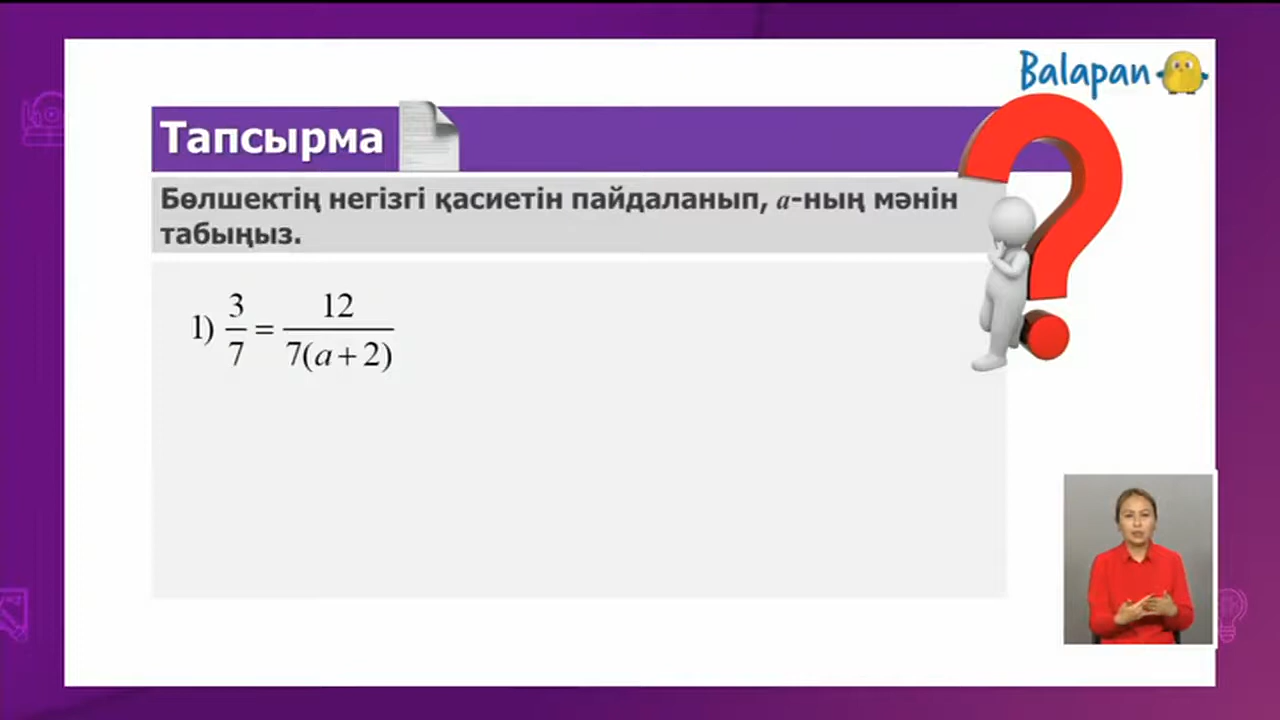 Balapan
Тапсырма
Бөлшектің негізгі қасиетін пайдаланып, a-ның мәнін
табыңыз.
1) 3/7 = 12/7(a+2)